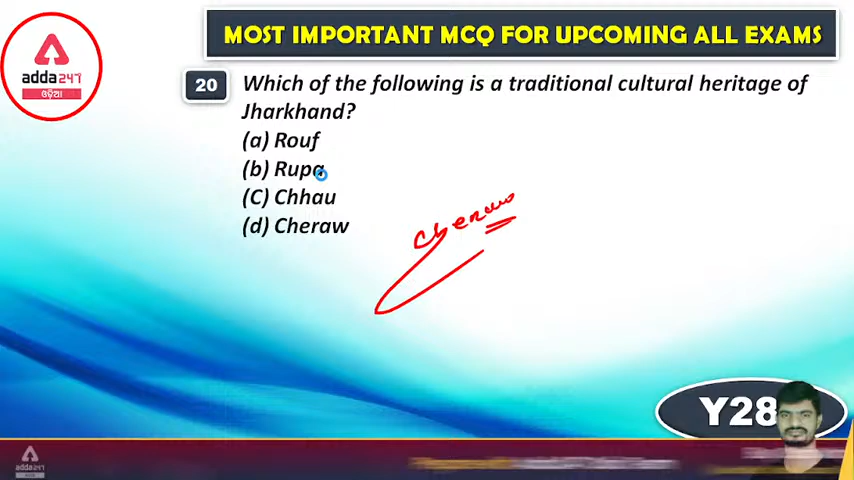 MOST IMPORTANT MCQ FOR UPCOMING ALL EXAMS
adda247
ଓଡ଼ିଆ
20
Which of the following is a traditional cultural heritage of
Jharkhand?
(a) Rouf
(b) Rupa
(C) Chhau
(d) Cheraw
Cheraw
Y28
adda247